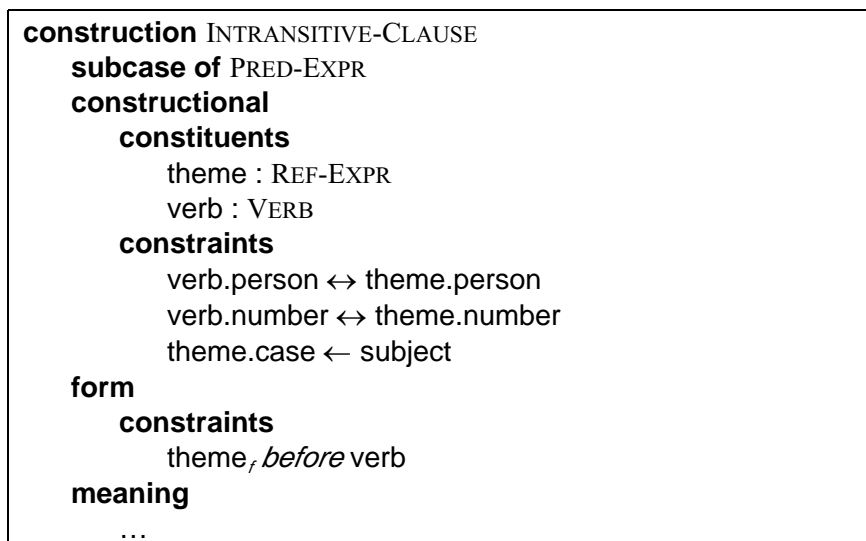 construction INTRANSITIVE-CLAUSE
subcase of PRED-EXPR
constructional
constituents
theme : REF-EXPR
verb : VERB
constraints
verb.person ↔ theme.person
verb.number ↔ theme.number
theme.case ← subject
form
constraints
theme_f before verb
meaning
…